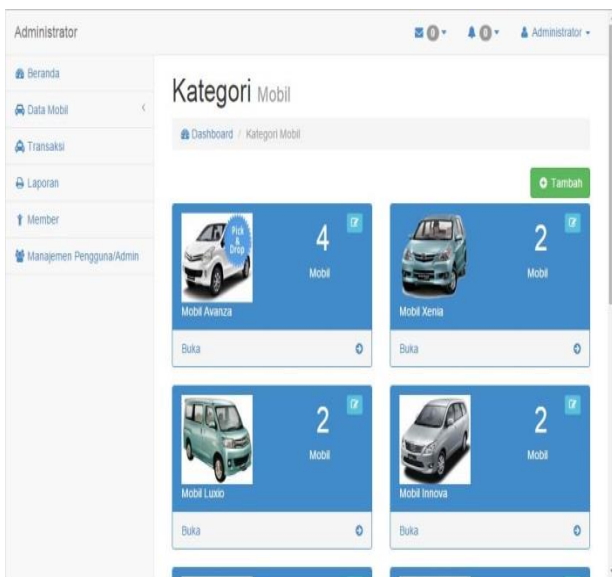 Administrator
0
0
Administrator
Beranda
Data Mobil
Transaksi
Laporan
Member
Manajemen Pengguna/Admin
Kategori Mobil
Dashboard / Kategori Mobil
Tambah
Pick
&
Drop
4
Mobil
Mobil Avanza
Buka
2
Mobil
Mobil Xenia
Buka
2
Mobil
Mobil Luxio
Buka
2
Mobil
Mobil Innova
Buka